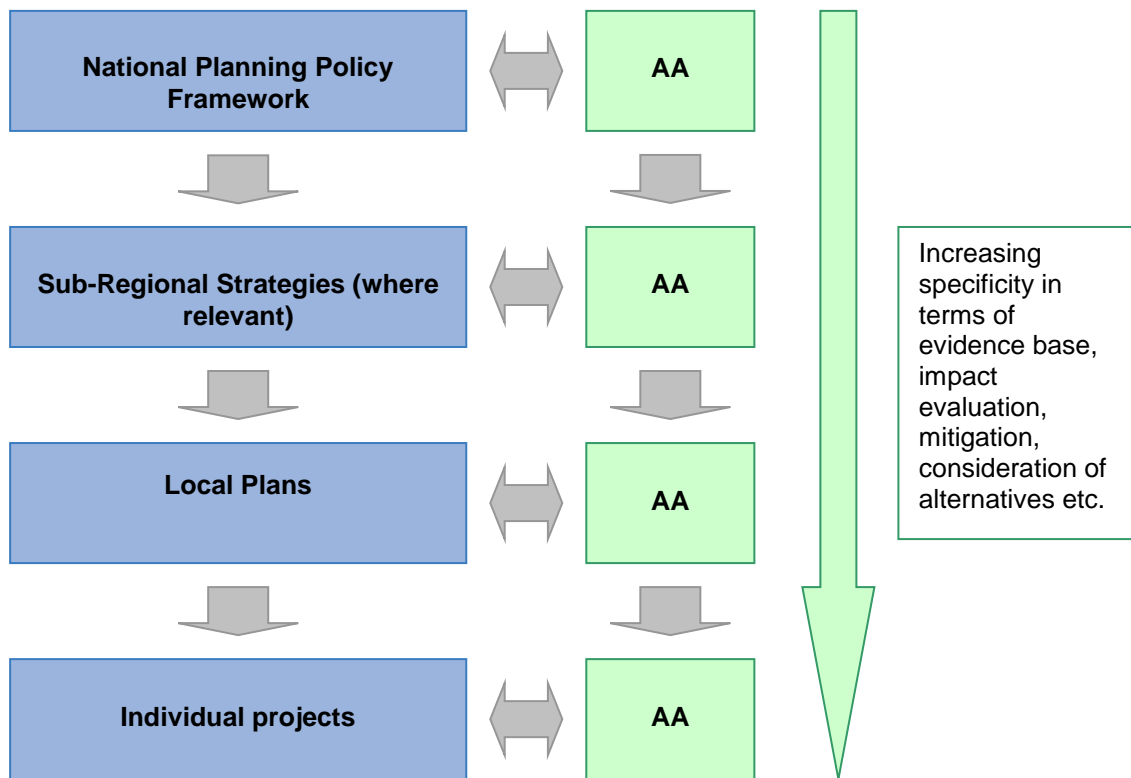 National Planning Policy
Framework
AA
Sub-Regional Strategies (where
relevant)
AA
Increasing
specificity in
terms of
evidence base,
impact
evaluation,
mitigation,
consideration of
alternatives etc.
Local Plans
AA
Individual projects
AA